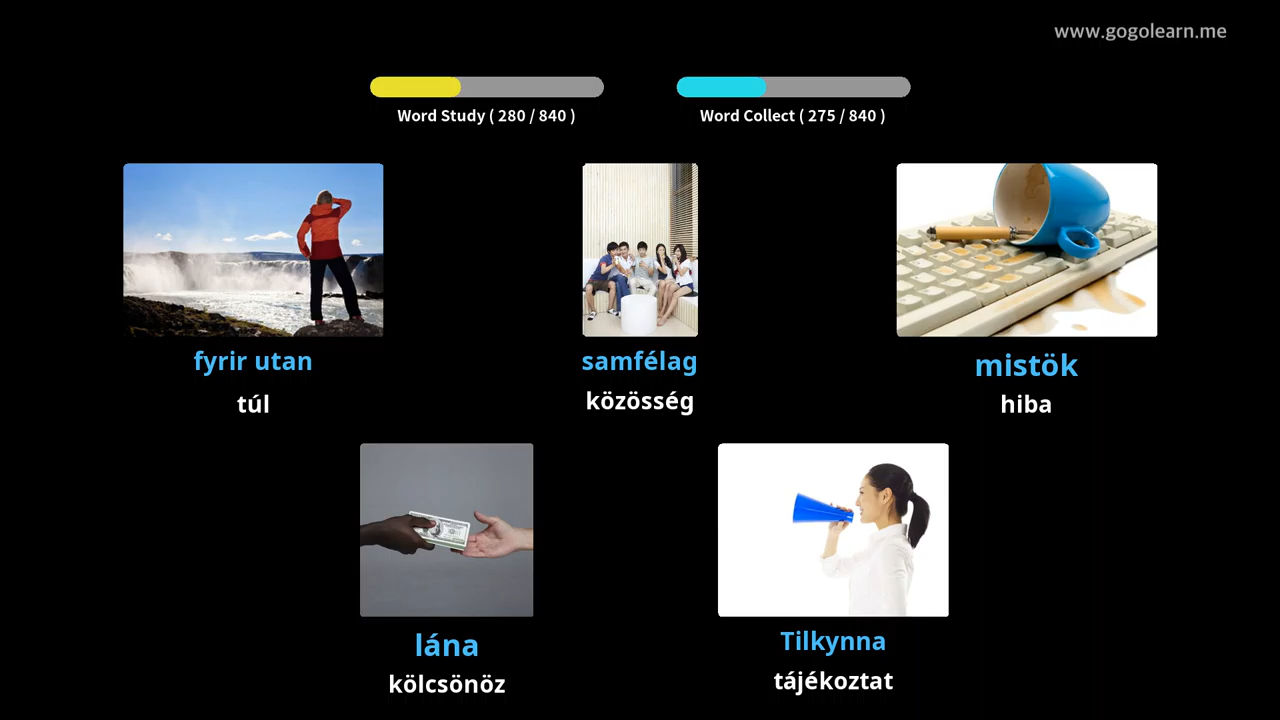 www.gogolearn.me
Word Study ( 280 / 840 )
Word Collect ( 275 / 840 )
fyrir utan
túl
samfélag
közösség
mistök
hiba
lána
kölcsönöz
Tilkynna
tájékoztat